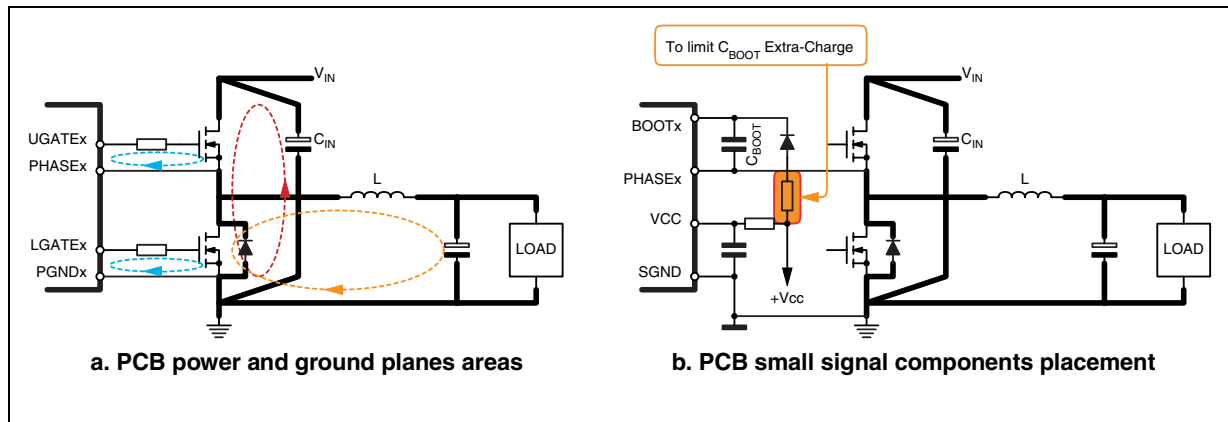 V_IN
UGATEx
PHASEx
C_IN
L
LGATEx
PGNDx
LOAD
a. PCB power and ground planes areas
To limit C_BOOT Extra-Charge
V_IN
BOOTx
C_BOOT
C_IN
PHASEx
L
VCC
LOAD
SGND
+Vcc
b. PCB small signal components placement